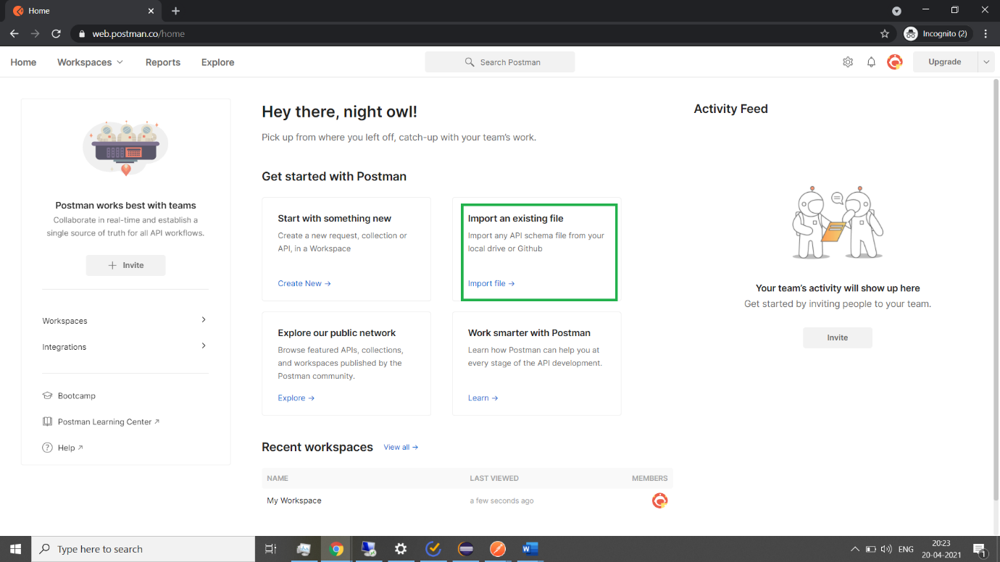 Home
web.postman.co/home
Incognito (2)
Home
Workspaces
Reports
Explore
Search Postman
Upgrade
Postman works best with teams
Collaborate in real-time and establish a
single source of truth for all API workflows.
Invite
Workspaces
Integrations
Bootcamp
Postman Learning Center
Help
Hey there, night owl!
Pick up from where you left off, catch-up with your team's work.
Get started with Postman
Start with something new
Create a new request, collection or
API, in a Workspace
Create New →
Import an existing file
Import any API schema file from your
local drive or Github
Import file →
Explore our public network
Browse featured APIs, collections,
and workspaces published by the
Postman community.
Explore →
Work smarter with Postman
Learn how Postman can help you at
every stage of the API development.
Learn →
Recent workspaces View all →
NAME LAST VIEWED MEMBERS
My Workspace a few seconds ago
Activity Feed
Your team's activity will show up here
Get started by inviting people to your team.
Invite
Type here to search
ENG
20:23
20-04-2021
1